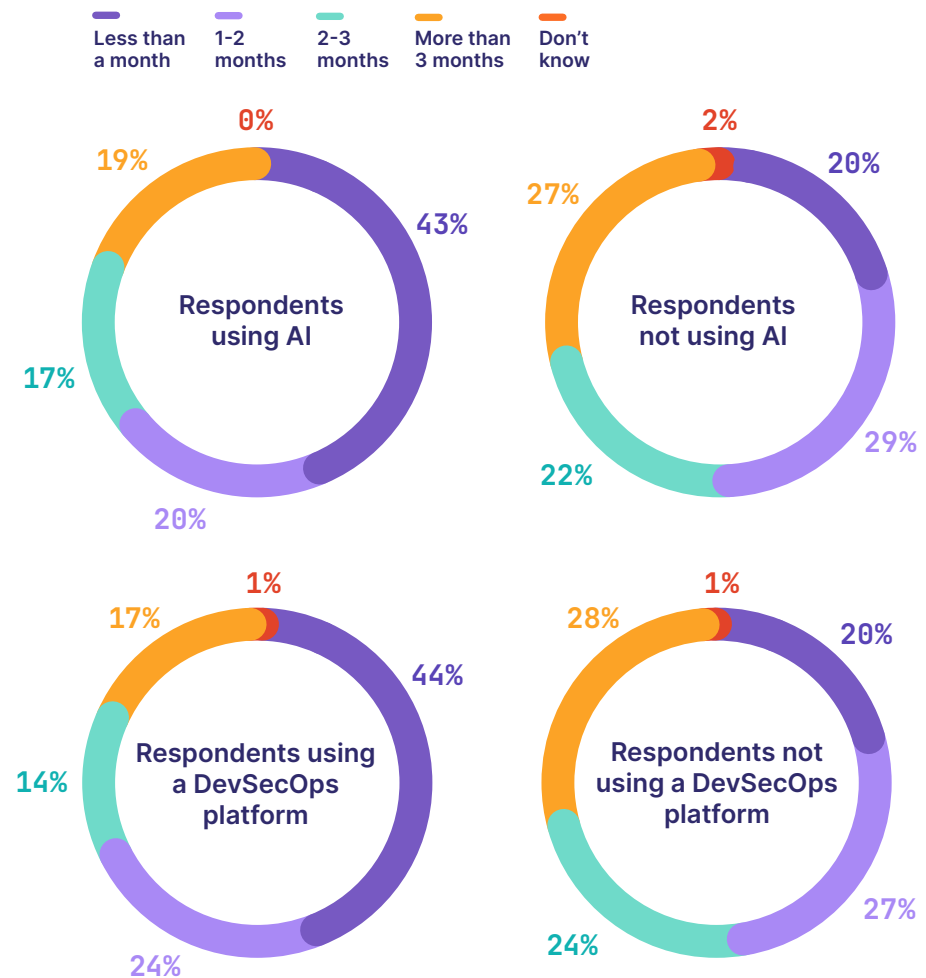 Less than
a month
1-2
months
2-3
months
More than
3 months
Don’t
know
0%
19%
43%
Respondents
using AI
17%
20%
2%
20%
27%
Respondents
not using AI
29%
22%
1%
17%
44%
Respondents using
a DevSecOps
platform
14%
24%
1%
28%
20%
Respondents not
using a DevSecOps
platform
27%
24%